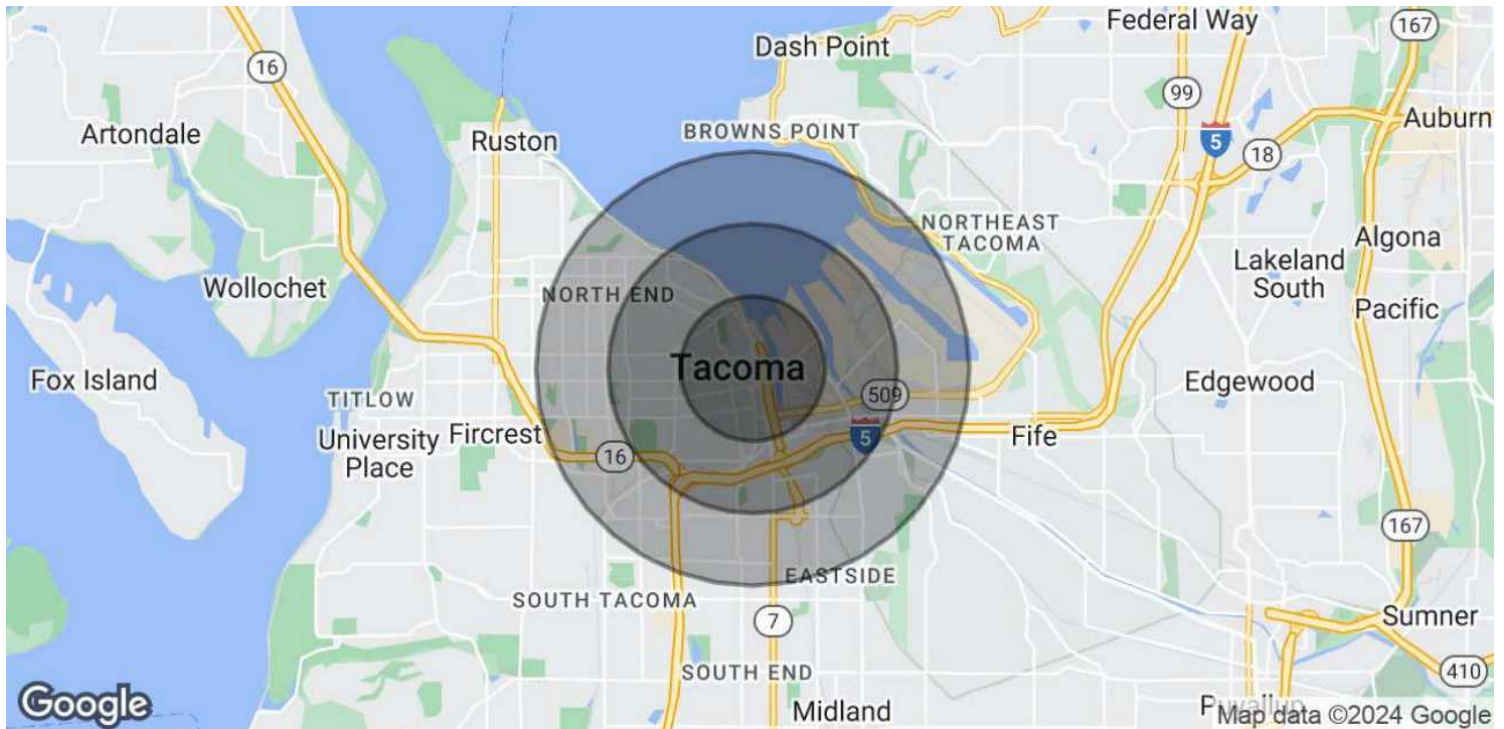 Federal Way
167
Dash Point
16
99
Artondale
Ruston
BROWNS POINT
Auburn
5
18
NORTHEAST
TACOMA
Algona
Lakeland
South
Wollochet
NORTH END
Pacific
Tacoma
Fox Island
Edgewood
TITLOW
509
University
Place
Fircrest
5
Fife
16
167
EASTSIDE
SOUTH TACOMA
7
Sumner
SOUTH END
410
Google
Midland
Puyallup
Map data ©2024 Google